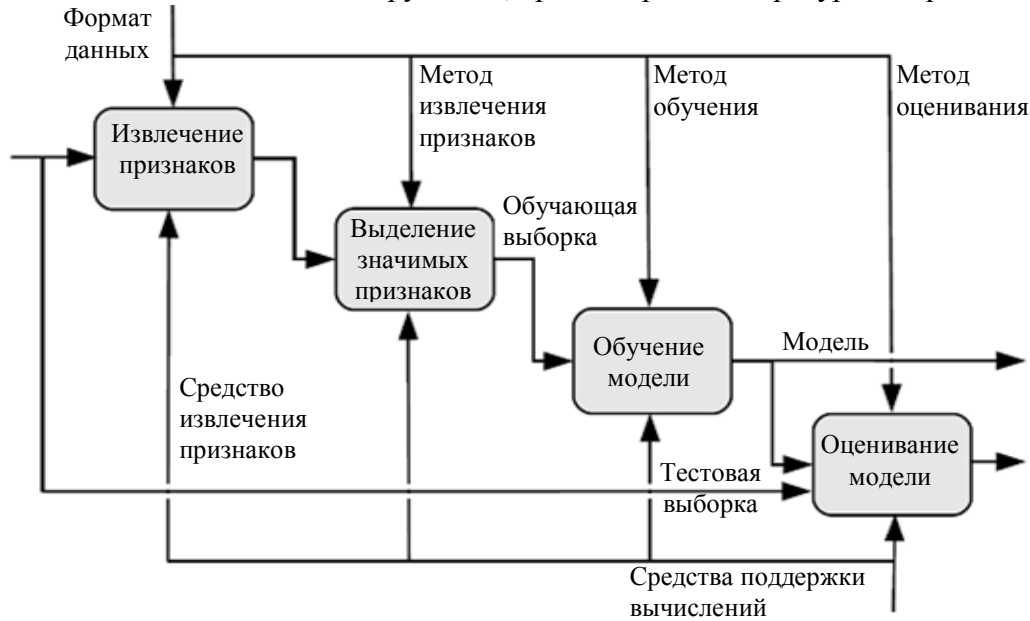 Формат
данных
Метод
извлечения
признаков
Метод
обучения
Метод
оценивания
Извлечение
признаков
Выделение
значимых
признаков
Обучающая
выборка
Обучение
модели
Модель
Средство
извлечения
признаков
Оценивание
модели
Тестовая
выборка
Средства поддержки
вычислений